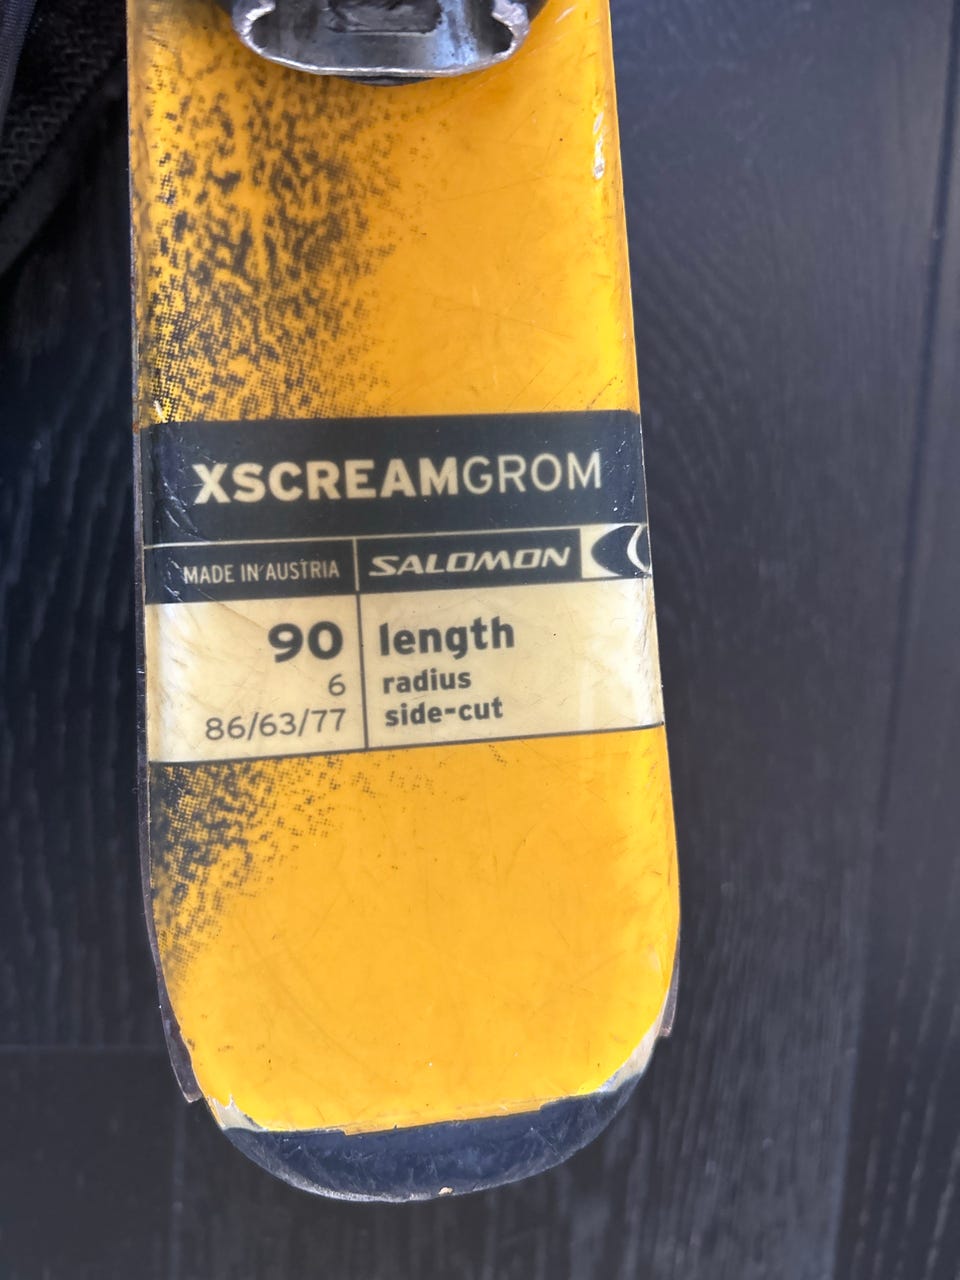 XSCREAMGROM
MADE IN AUSTRIA SALOMON
90 length
6 radius
86/63/77 side-cut